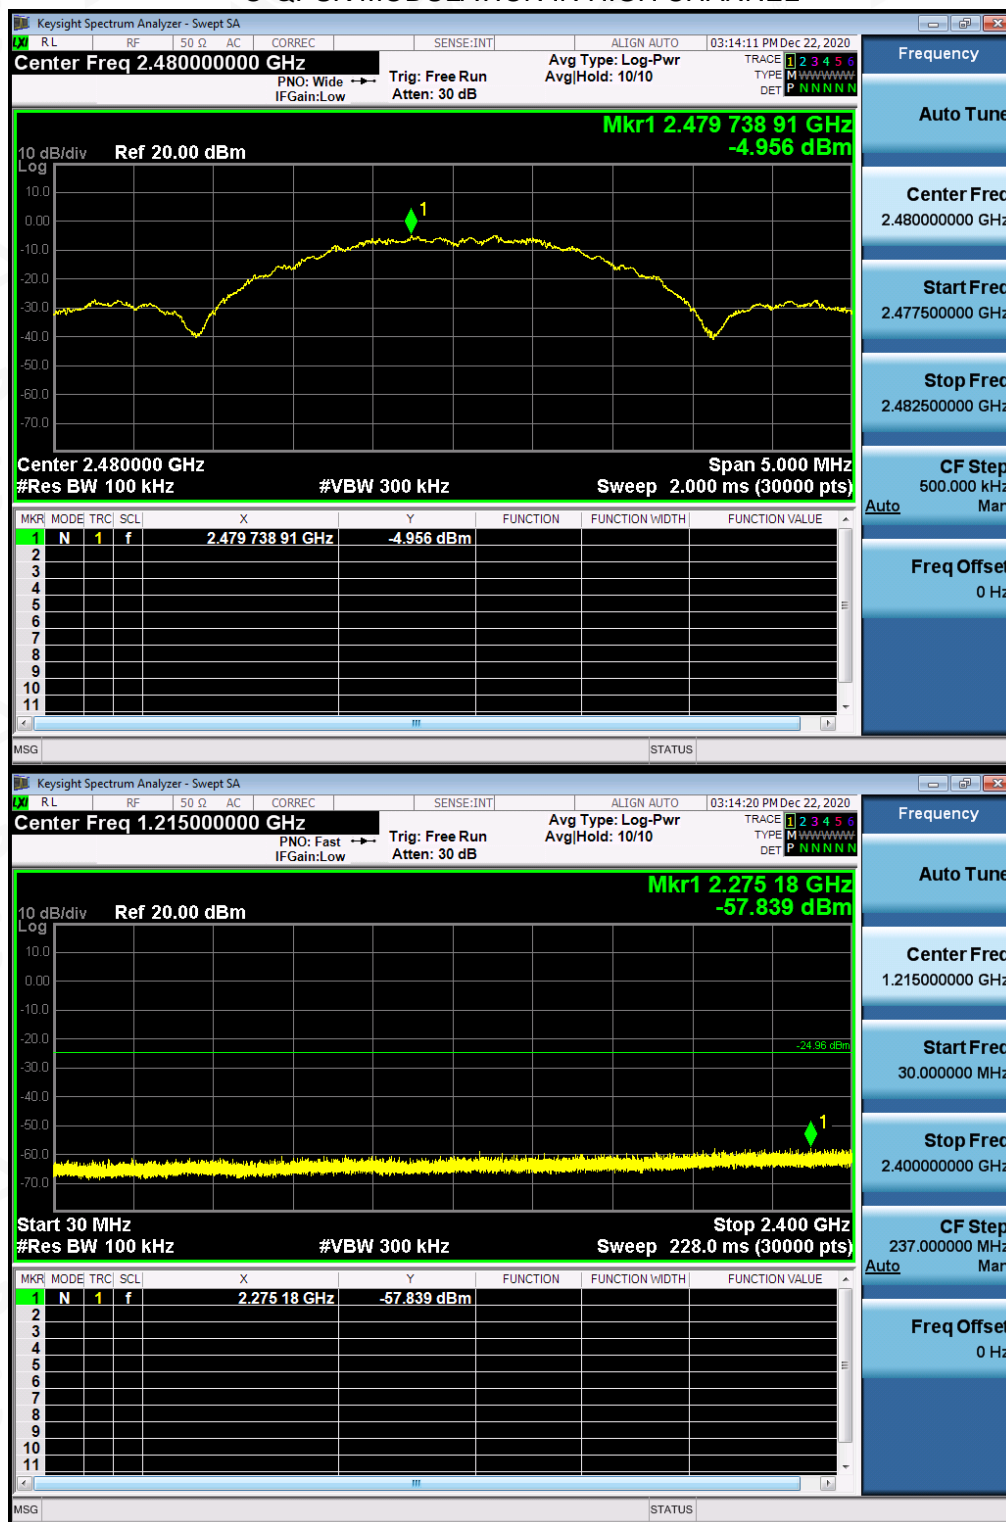 O-QPSK MODULATION IN HIGH CHANNEL
Keysight Spectrum Analyzer - Swept SA
LXI RL RF 50 Ω AC CORREC SENSE:INT ALIGN AUTO 03:14:11 PM Dec 22, 2020
Center Freq 2.480000000 GHz
PNO: Wide
IFGain:Low
Trig: Free Run
Atten: 30 dB
Avg Type: Log-Pwr
Avg|Hold: 10/10
TRACE 1 2 3 4 5 6
TYPE M WWWWW
DET P N N N N N
Mkr1 2.479 738 91 GHz
-4.956 dBm
10 dB/div Ref 20.00 dBm
Log
10.0
0.00
-10.0
-20.0
-30.0
-40.0
-50.0
-60.0
-70.0
1
Center 2.480000 GHz Span 5.000 MHz
#Res BW 100 kHz #VBW 300 kHz Sweep 2.000 ms (30000 pts)
MKR MODE TRC SCL X Y FUNCTION FUNCTION WIDTH FUNCTION VALUE
1 N 1 f 2.479 738 91 GHz -4.956 dBm
2
3
4
5
6
7
8
9
10
11
MSG STATUS
Frequency
Auto Tune
Center Freq
2.480000000 GHz
Start Freq
2.477500000 GHz
Stop Freq
2.482500000 GHz
CF Step
500.000 kHz
Auto Man
Freq Offset
0 Hz
Keysight Spectrum Analyzer - Swept SA
LXI RL RF 50 Ω AC CORREC SENSE:INT ALIGN AUTO 03:14:20 PM Dec 22, 2020
Center Freq 1.215000000 GHz
PNO: Fast
IFGain:Low
Trig: Free Run
Atten: 30 dB
Avg Type: Log-Pwr
Avg|Hold: 10/10
TRACE 1 2 3 4 5 6
TYPE M WWWWW
DET P N N N N N
Mkr1 2.275 18 GHz
-57.839 dBm
10 dB/div Ref 20.00 dBm
Log
10.0
0.00
-10.0
-20.0
-30.0
-40.0
-50.0
-60.0
-70.0
-24.96 dBm
1
Start 30 MHz Stop 2.400 GHz
#Res BW 100 kHz #VBW 300 kHz Sweep 228.0 ms (30000 pts)
MKR MODE TRC SCL X Y FUNCTION FUNCTION WIDTH FUNCTION VALUE
1 N 1 f 2.275 18 GHz -57.839 dBm
2
3
4
5
6
7
8
9
10
11
MSG STATUS
Frequency
Auto Tune
Center Freq
1.215000000 GHz
Start Freq
30.000000 MHz
Stop Freq
2.400000000 GHz
CF Step
237.000000 MHz
Auto Man
Freq Offset
0 Hz